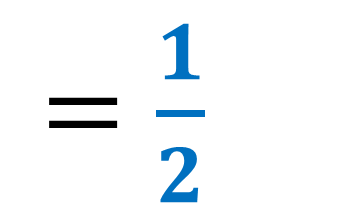 = 1/2